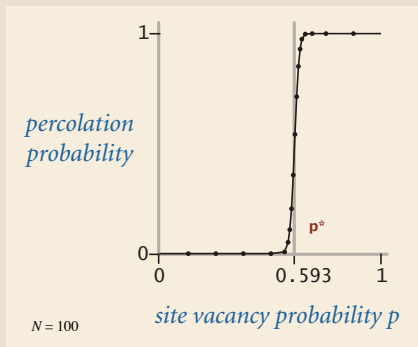 1
percolation
probability
p*
0
0
0.593
1
site vacancy probability p
N = 100